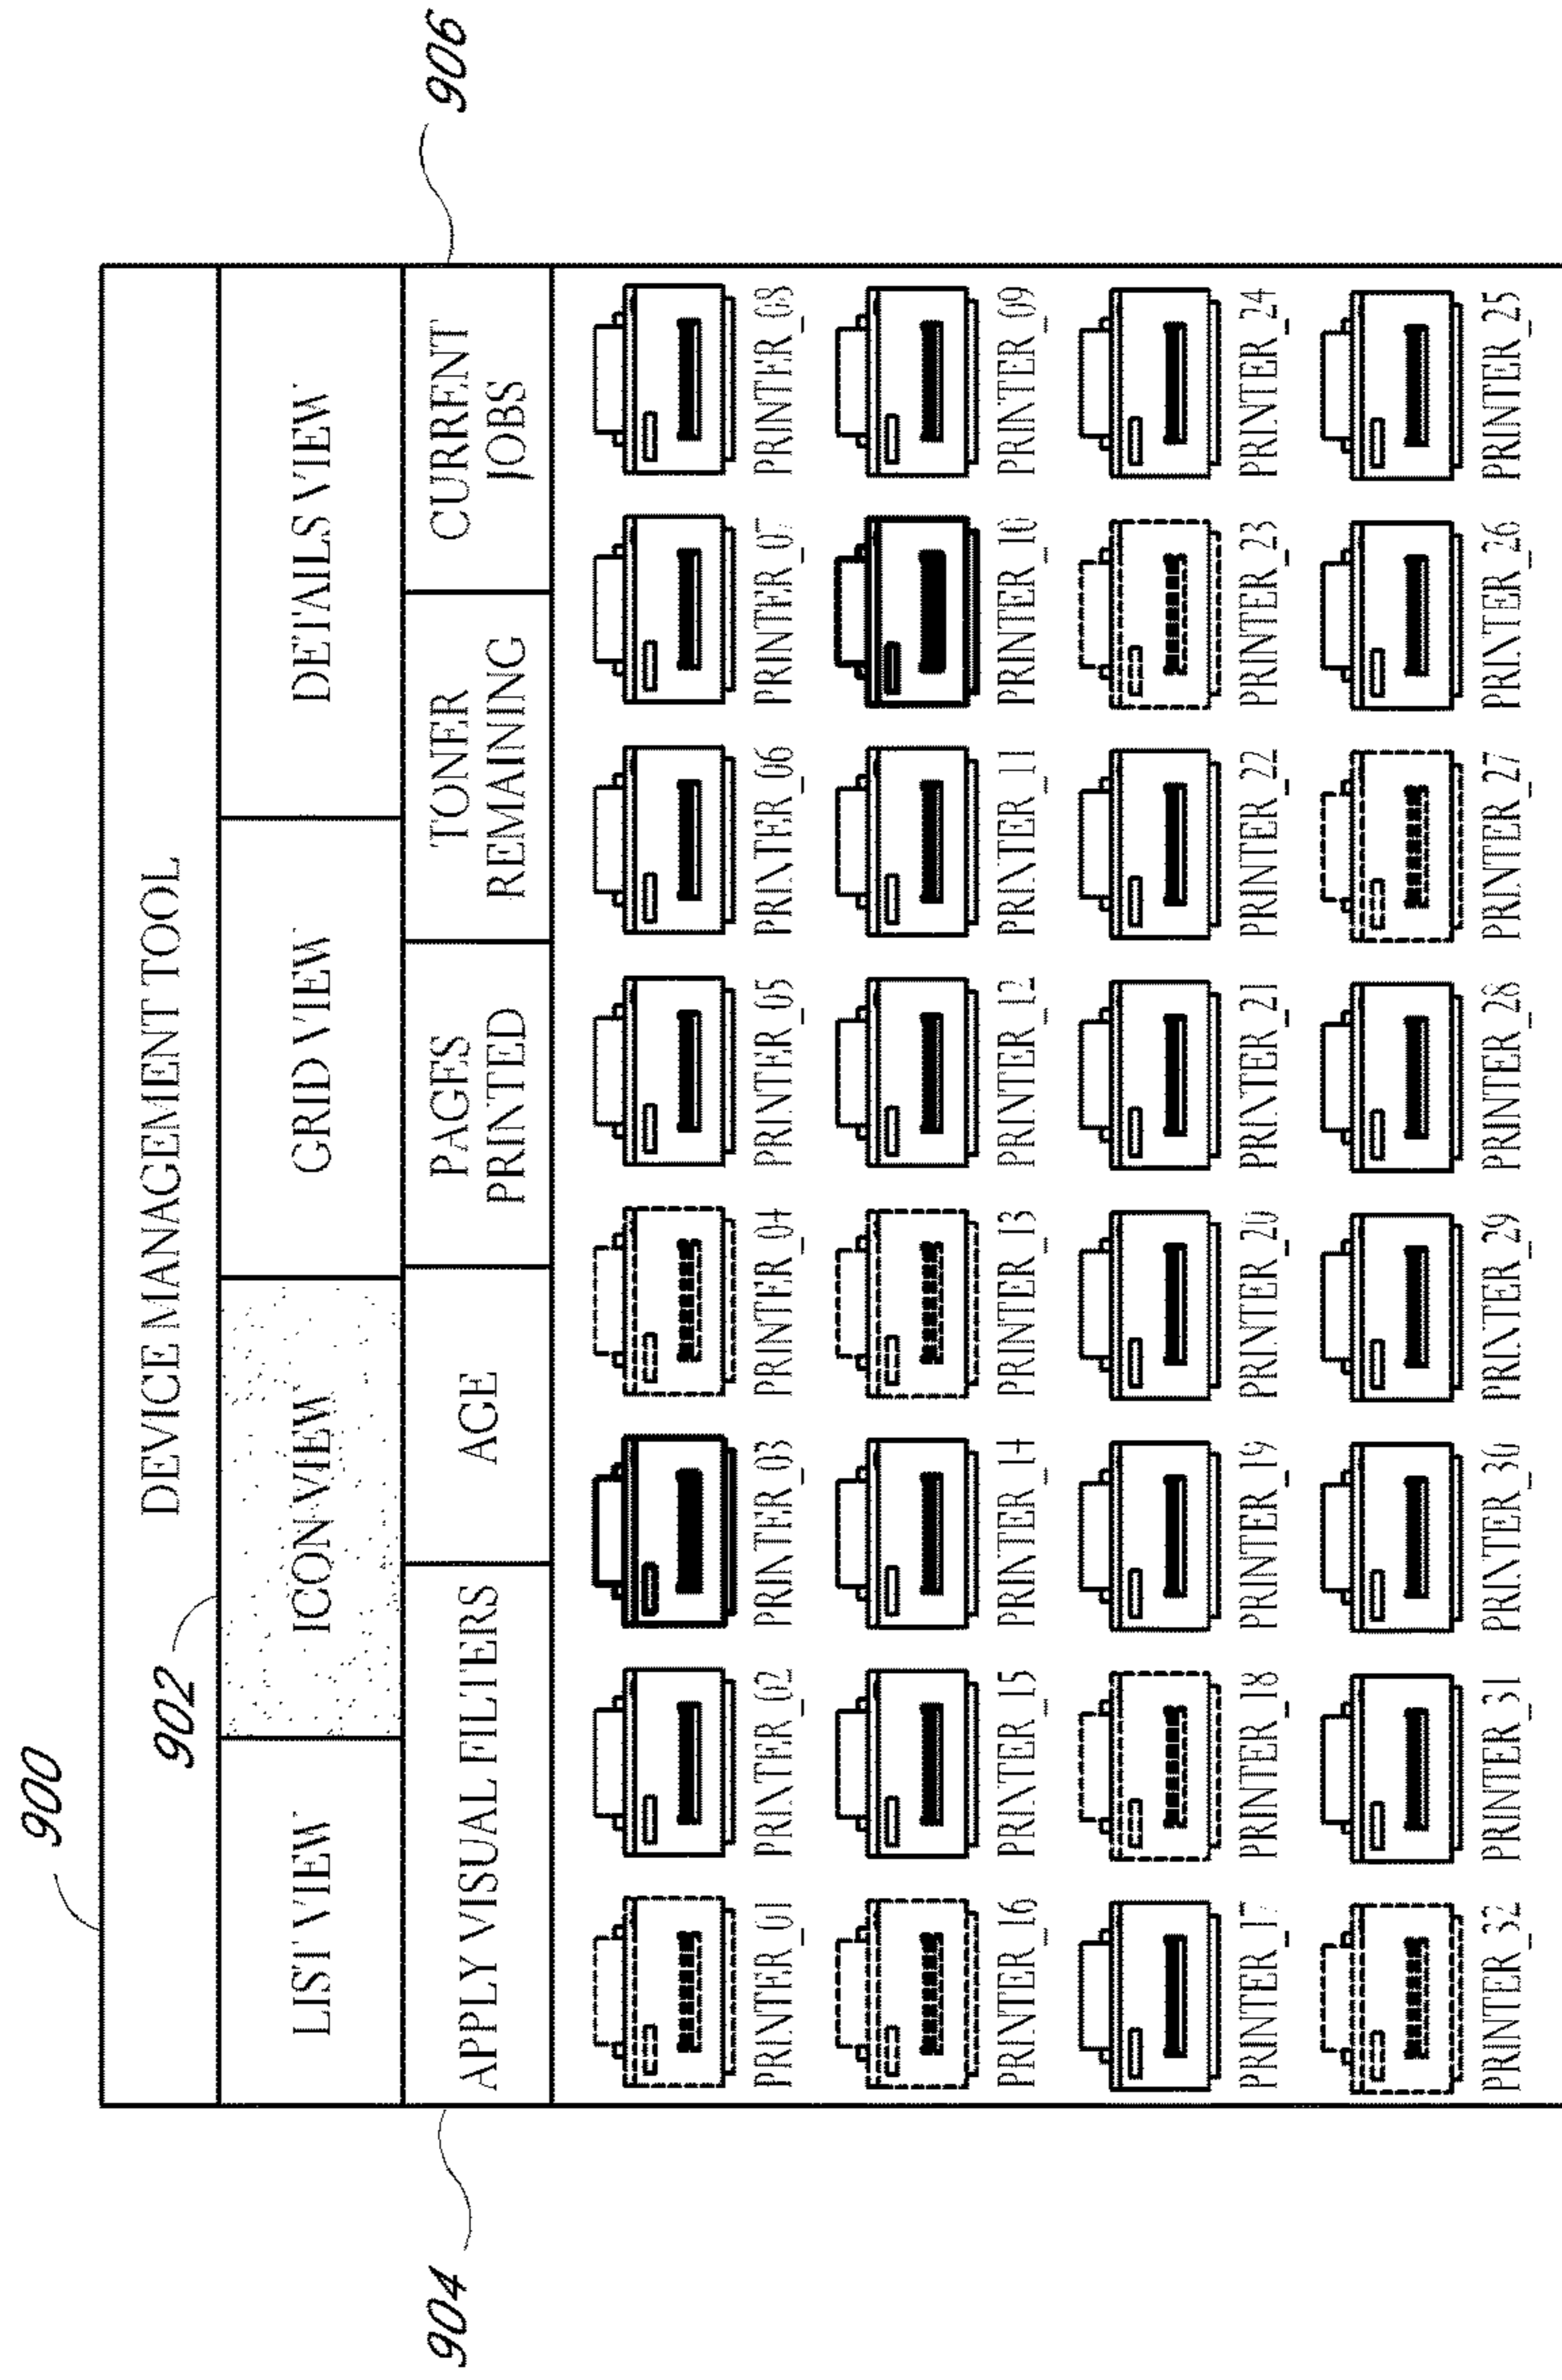 900
902
DEVICE MANAGEMENT TOOL
LIST VIEW
ICON VIEW
GRID VIEW
DETAILS VIEW
904
APPLY VISUAL FILTERS
AGE
PAGES
PRINTED
TONER
REMAINING
CURRENT
JOBS
906
PRINTER_01
PRINTER_02
PRINTER_03
PRINTER_04
PRINTER_05
PRINTER_06
PRINTER_07
PRINTER_08
PRINTER_16
PRINTER_15
PRINTER_14
PRINTER_13
PRINTER_12
PRINTER_11
PRINTER_10
PRINTER_09
PRINTER_17
PRINTER_18
PRINTER_19
PRINTER_20
PRINTER_21
PRINTER_22
PRINTER_23
PRINTER_24
PRINTER_32
PRINTER_31
PRINTER_30
PRINTER_29
PRINTER_28
PRINTER_27
PRINTER_26
PRINTER_25